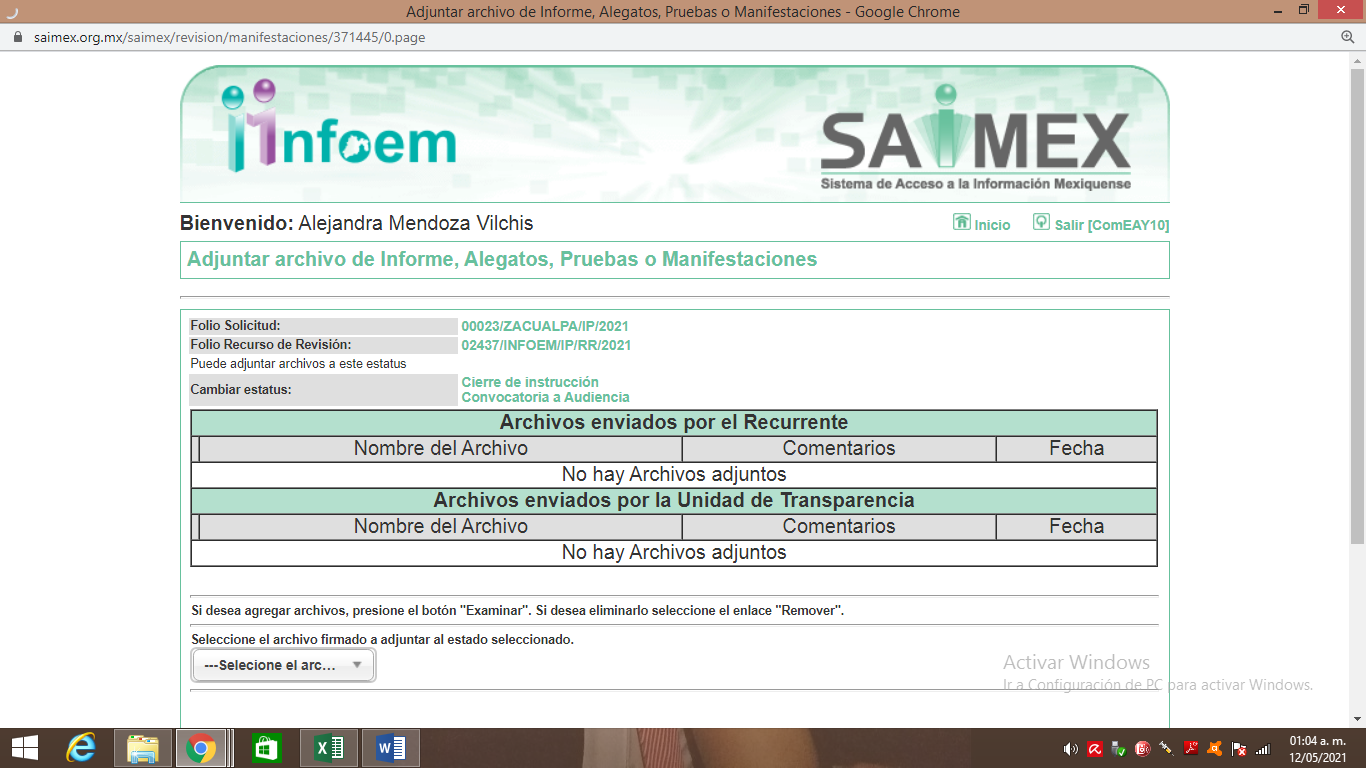 Adjuntar archivo de Informe, Alegatos, Pruebas o Manifestaciones - Google Chrome
saimex.org.mx/saimex/revision/manifestaciones/371445/0.page
infoem
SAIMEX
Sistema de Acceso a la Información Mexiquense
Bienvenido: Alejandra Mendoza Vilchis
Inicio Salir [ComEAY10]
Adjuntar archivo de Informe, Alegatos, Pruebas o Manifestaciones
Folio Solicitud: 00023/ZACUALPA/IP/2021
Folio Recurso de Revisión: 02437/INFOEM/IP/RR/2021
Puede adjuntar archivos a este estatus
Cambiar estatus: Cierre de instrucción
Convocatoria a Audiencia
Archivos enviados por el Recurrente
Nombre del Archivo Comentarios Fecha
No hay Archivos adjuntos
Archivos enviados por la Unidad de Transparencia
Nombre del Archivo Comentarios Fecha
No hay Archivos adjuntos
Si desea agregar archivos, presione el botón "Examinar". Si desea eliminarlo seleccione el enlace "Remover".
Seleccione el archivo firmado a adjuntar al estado seleccionado.
---Selecione el arc...
Activar Windows
Ir a Configuración de PC para activar Windows.
01:04 a. m.
12/05/2021